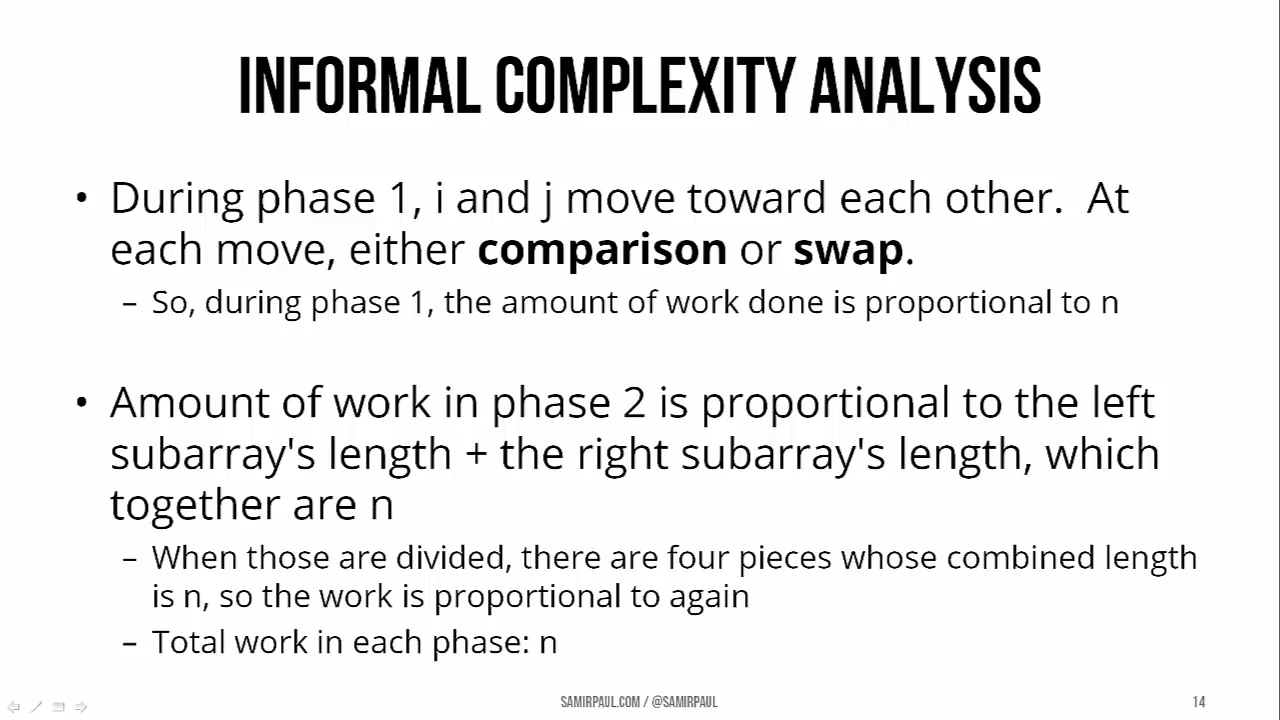 INFORMAL COMPLEXITY ANALYSIS
• During phase 1, i and j move toward each other.  At
each move, either comparison or swap.
– So, during phase 1, the amount of work done is proportional to n
• Amount of work in phase 2 is proportional to the left
subarray's length + the right subarray's length, which
together are n
– When those are divided, there are four pieces whose combined length
is n, so the work is proportional to again
– Total work in each phase: n
SAMIRPAUL.COM / @SAMIRPAUL
14